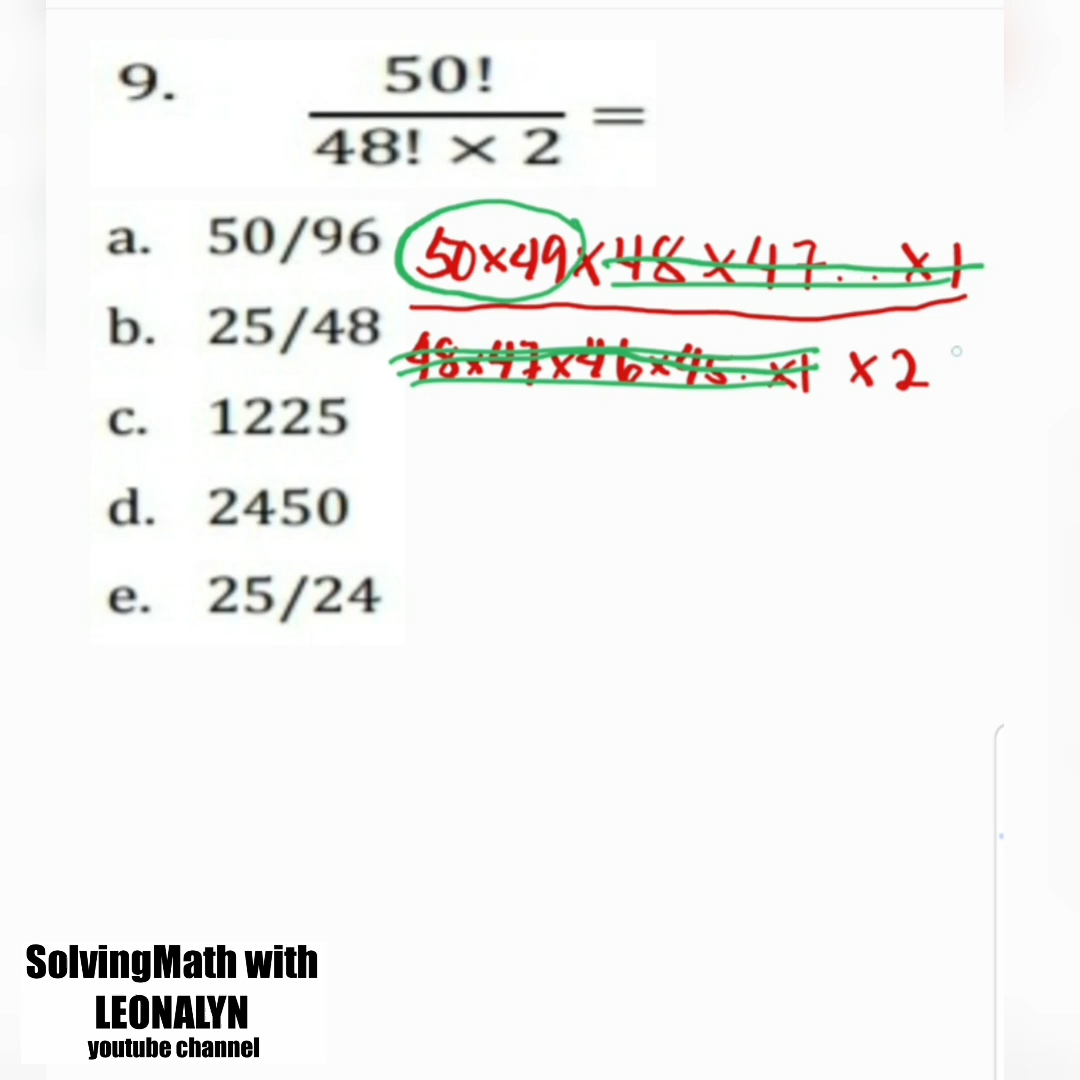 9. 50!
48! × 2 =
a. 50/96
50×49×48×47...×1
b. 25/48
48×47×46×45..×1 ×2
c. 1225
d. 2450
e. 25/24
SolvingMath with
LEONALYN
youtube channel